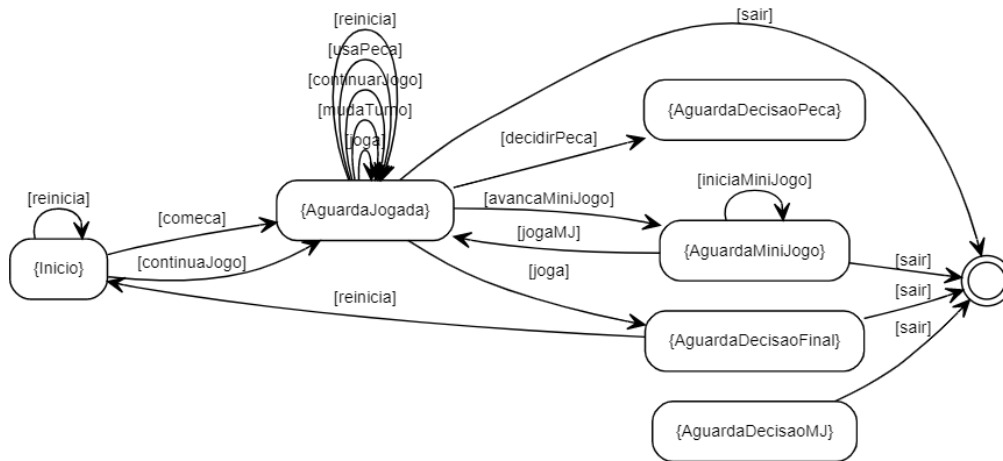 [reinicia]
[usaPeca]
[continuarJogo]
[mudaTurno]
[joga]
[sair]
{AguardaDecisaoPeca}
[decidirPeca]
[reinicia]
[comeca]
{AguardaJogada}
[avancaMiniJogo]
[iniciaMiniJogo]
{Inicio}
[continuaJogo]
[jogaMJ]
{AguardaMiniJogo}
[sair]
[joga]
[reinicia]
[sair]
{AguardaDecisaoFinal}
[sair]
{AguardaDecisaoMJ}